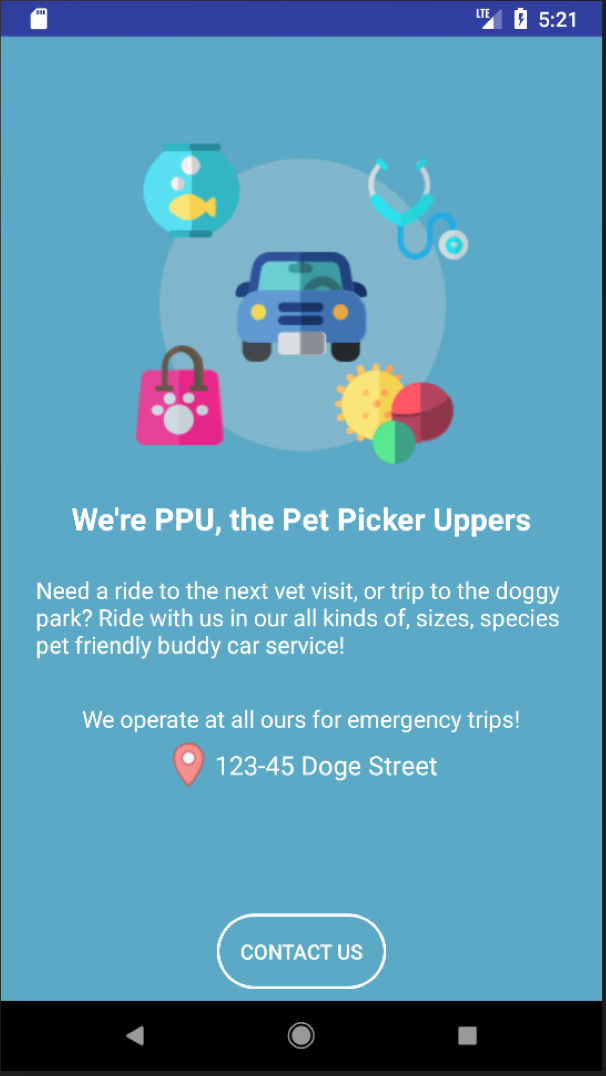 LTE 5:21
We're PPU, the Pet Picker Uppers
Need a ride to the next vet visit, or trip to the doggy
park? Ride with us in our all kinds of, sizes, species
pet friendly buddy car service!
We operate at all ours for emergency trips!
123-45 Doge Street
CONTACT US